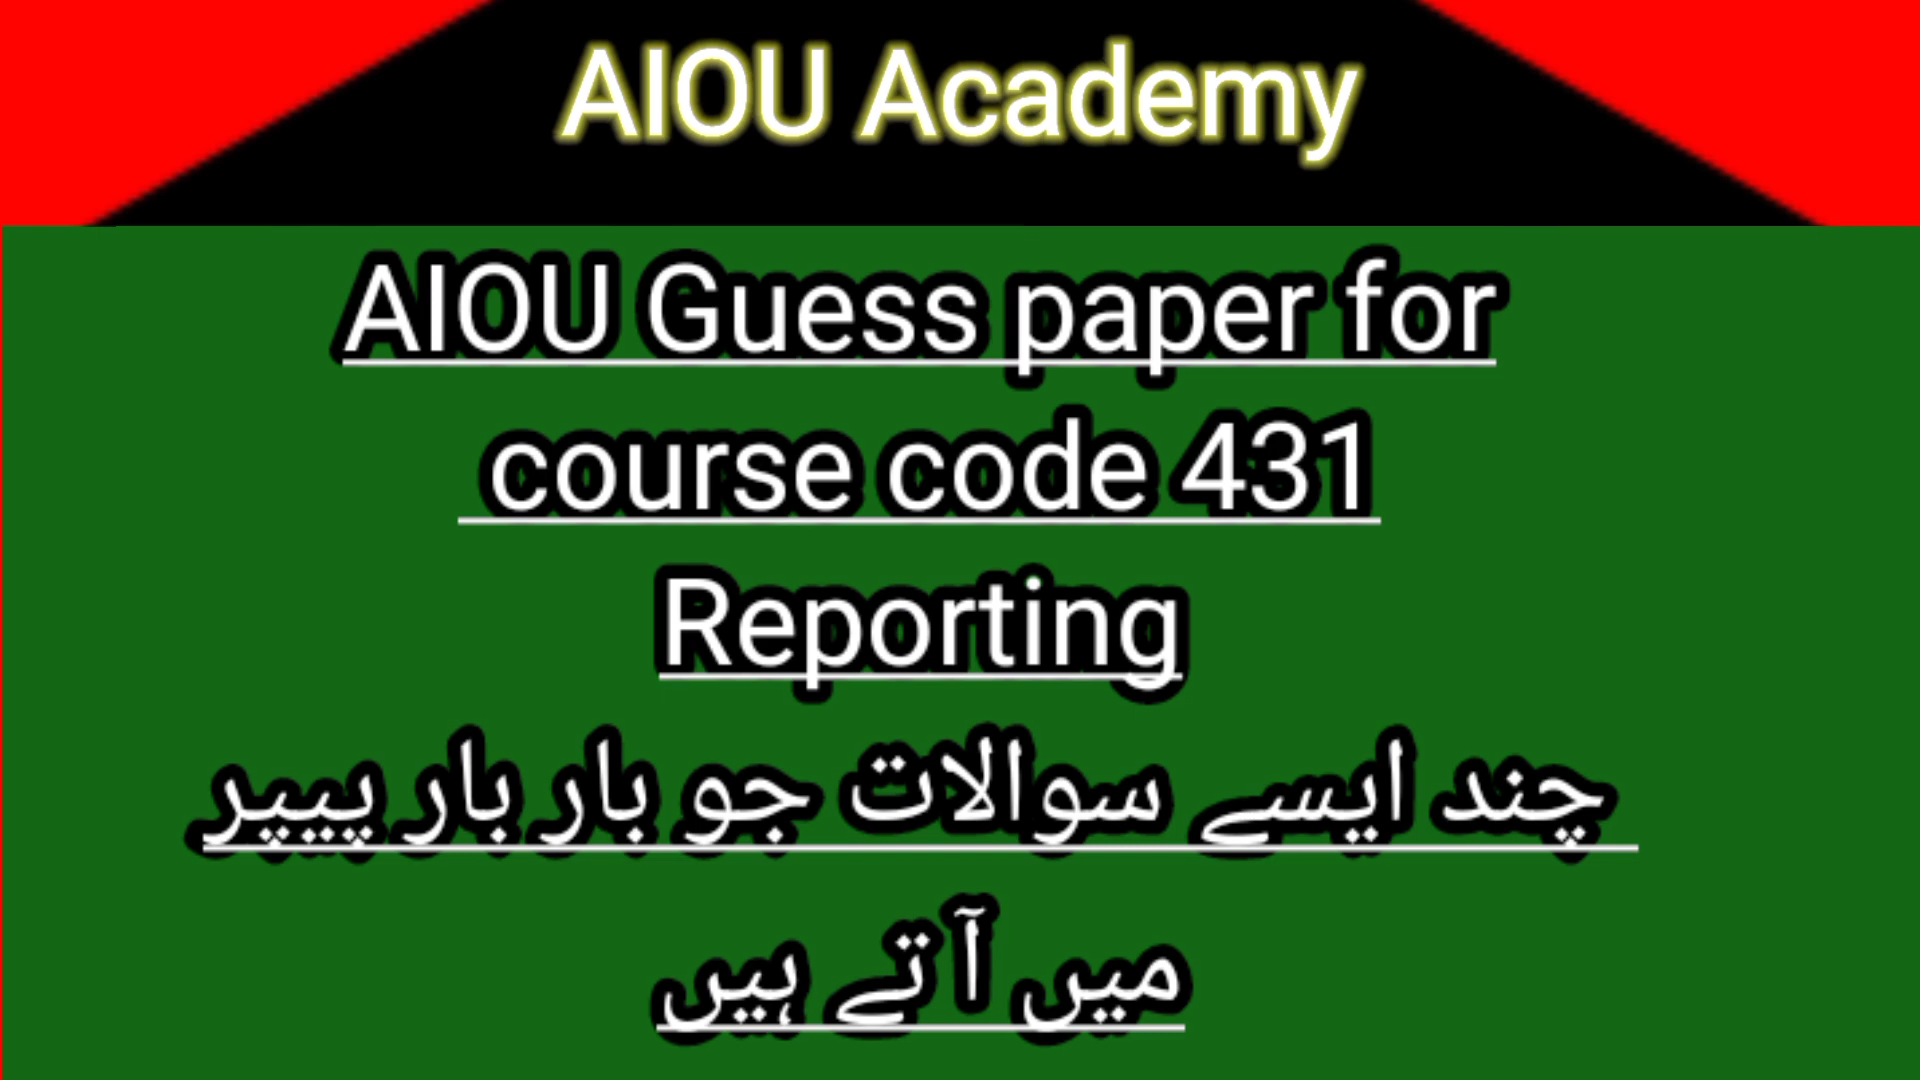 AIOU Academy
AIOU Guess paper for
course code 431
Reporting
چند ایسے سوالات جو بار بار پیپر
میں آتے ہیں